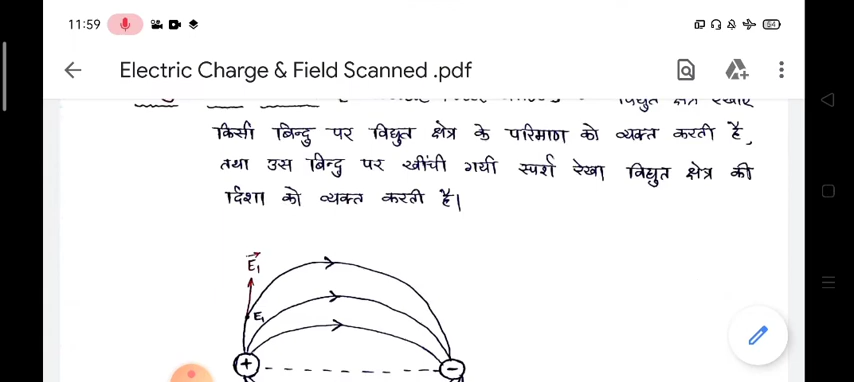 11:59
54
Electric Charge & Field Scanned .pdf
विद्युत क्षेत्र रेखाएं
किसी बिन्दु पर विद्युत क्षेत्र के परिमाण को व्यक्त करती है,
तथा उस बिन्दु पर खींची गयी स्पर्श रेखा विद्युत क्षेत्र की
दिशा को व्यक्त करती है।
E₁
E₁
+
-